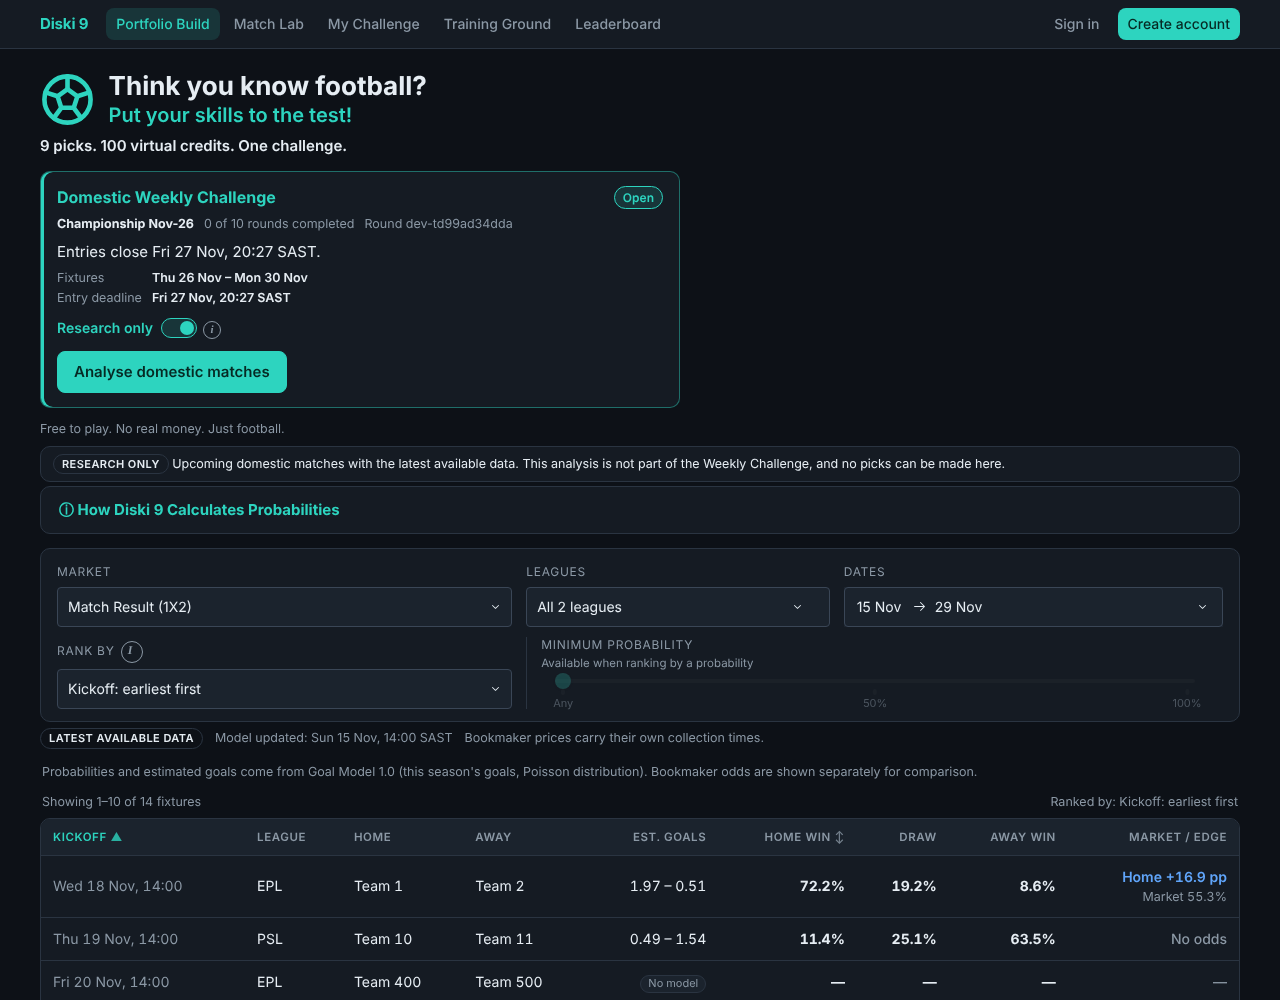 Diski 9 Portfolio Build Match Lab My Challenge Training Ground Leaderboard Sign in Create account
Think you know football?
Put your skills to the test!
9 picks. 100 virtual credits. One challenge.
Domestic Weekly Challenge Open
Championship Nov-26 0 of 10 rounds completed Round dev-td99ad34dda
Entries close Fri 27 Nov, 20:27 SAST.
Fixtures Thu 26 Nov – Mon 30 Nov
Entry deadline Fri 27 Nov, 20:27 SAST
Research only i
Analyse domestic matches
Free to play. No real money. Just football.
RESEARCH ONLY Upcoming domestic matches with the latest available data. This analysis is not part of the Weekly Challenge, and no picks can be made here.
ⓘ How Diski 9 Calculates Probabilities
MARKET LEAGUES DATES
Match Result (1X2) All 2 leagues 15 Nov → 29 Nov
RANK BY i MINIMUM PROBABILITY
Available when ranking by a probability
Kickoff: earliest first
Any 50% 100%
LATEST AVAILABLE DATA Model updated: Sun 15 Nov, 14:00 SAST Bookmaker prices carry their own collection times.
Probabilities and estimated goals come from Goal Model 1.0 (this season's goals, Poisson distribution). Bookmaker odds are shown separately for comparison.
Showing 1–10 of 14 fixtures Ranked by: Kickoff: earliest first
KICKOFF ▲ LEAGUE HOME AWAY EST. GOALS HOME WIN ↕ DRAW AWAY WIN MARKET / EDGE
Wed 18 Nov, 14:00 EPL Team 1 Team 2 1.97 – 0.51 72.2% 19.2% 8.6% Home +16.9 pp
Market 55.3%
Thu 19 Nov, 14:00 PSL Team 10 Team 11 0.49 – 1.54 11.4% 25.1% 63.5% No odds
Fri 20 Nov, 14:00 EPL Team 400 Team 500 No model — — — —